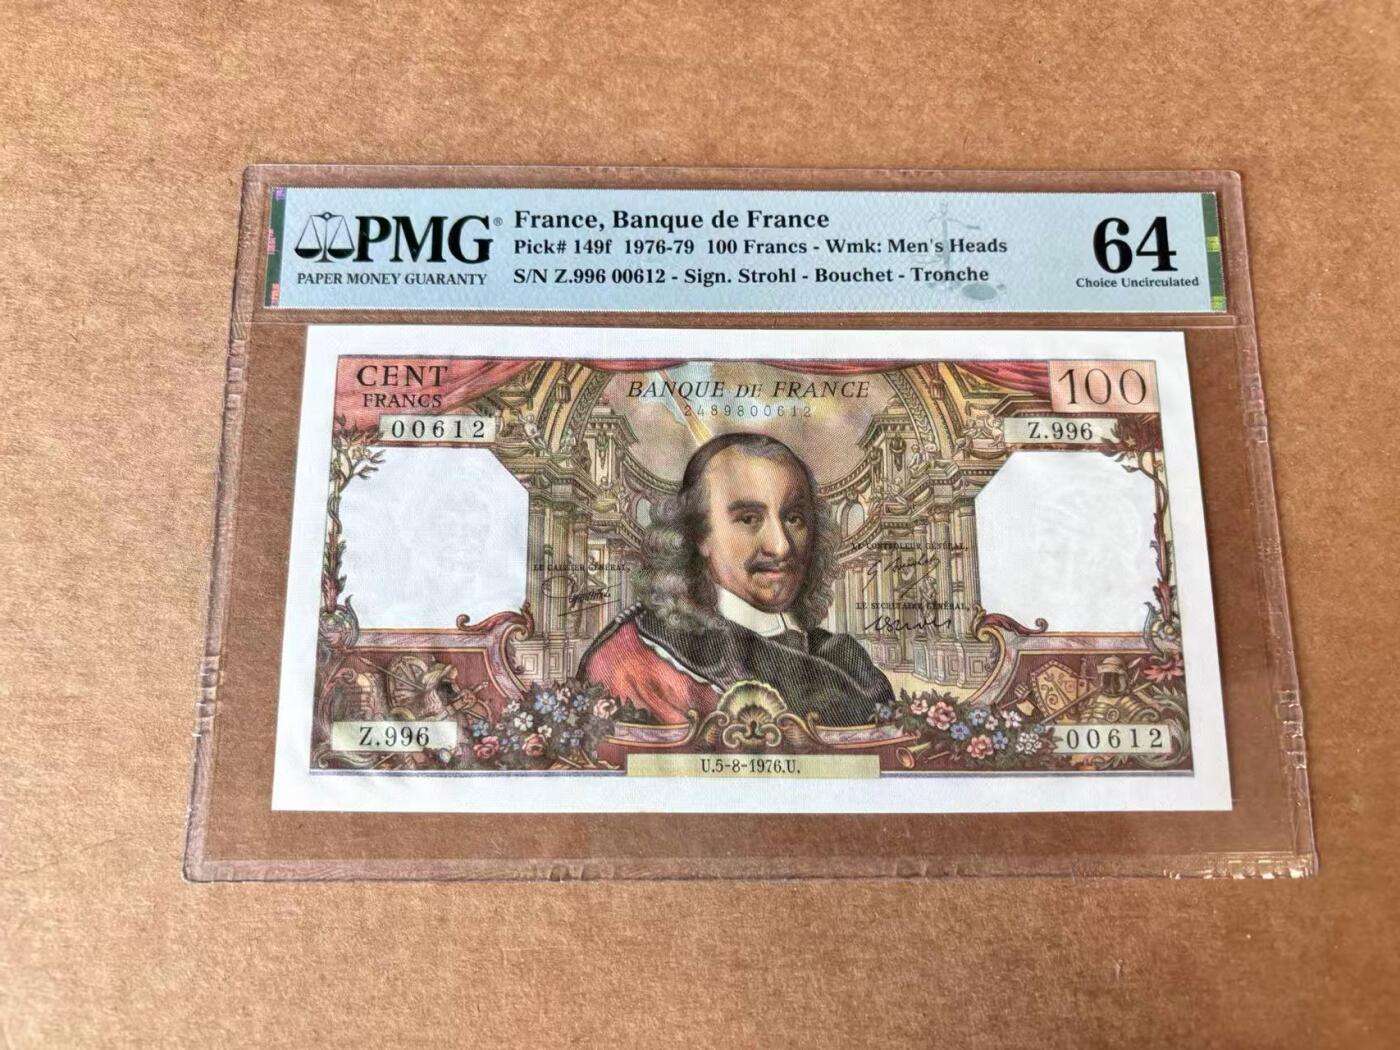 PMG®
PAPER MONEY GUARANTY
France, Banque de France
Pick# 149f 1976-79 100 Francs - Wmk: Men's Heads
S/N Z.996 00612 - Sign. Strohl - Bouchet - Tronche
64
Choice Uncirculated
CENT
FRANCS
BANQUE DE FRANCE
100
2489800612
00612
Z.996
LE CONTROLEUR GÉNÉRAL,
LE CAISSIER GÉNÉRAL,
LE SECRÉTAIRE GÉNÉRAL,
Z.996
00612
U.5-8-1976.U.